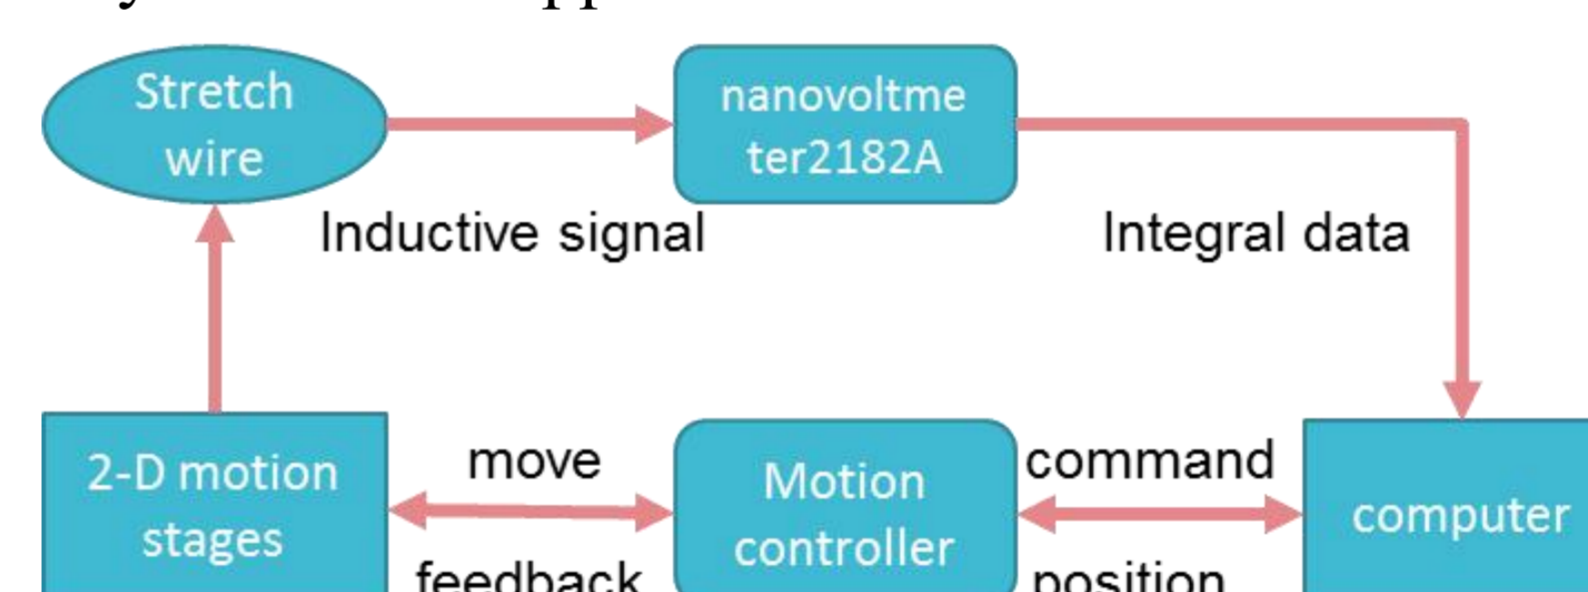 Stretch
wire
nanovoltme
ter2182A
Inductive signal
Integral data
2-D motion
stages
move
feedback
Motion
controller
command
position
computer